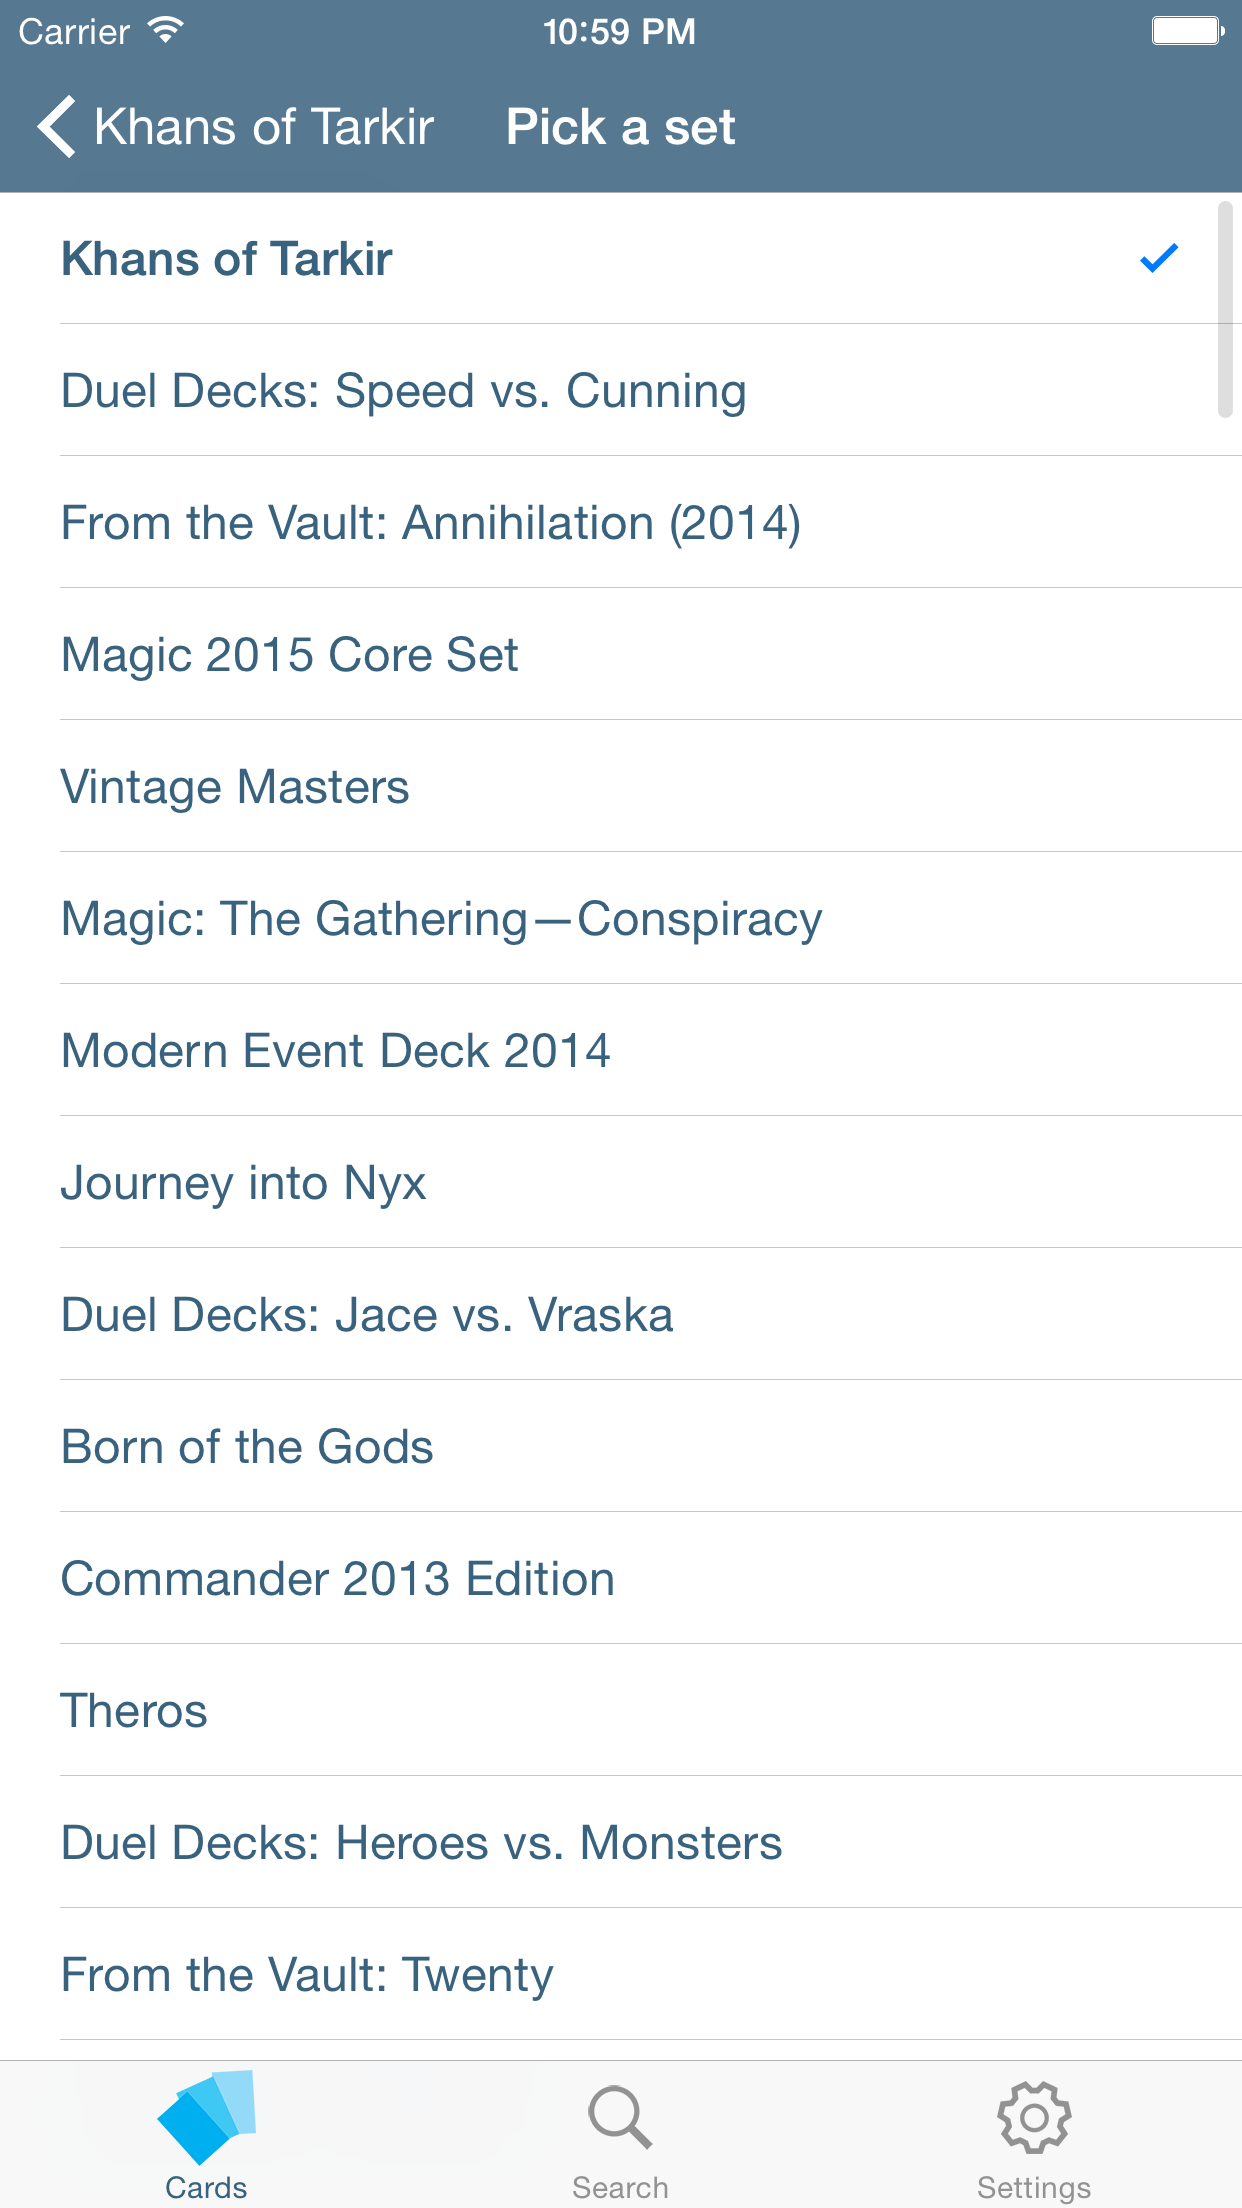 Carrier 10:59 PM
Khans of Tarkir Pick a set
Khans of Tarkir
Duel Decks: Speed vs. Cunning
From the Vault: Annihilation (2014)
Magic 2015 Core Set
Vintage Masters
Magic: The Gathering—Conspiracy
Modern Event Deck 2014
Journey into Nyx
Duel Decks: Jace vs. Vraska
Born of the Gods
Commander 2013 Edition
Theros
Duel Decks: Heroes vs. Monsters
From the Vault: Twenty
Cards Search Settings